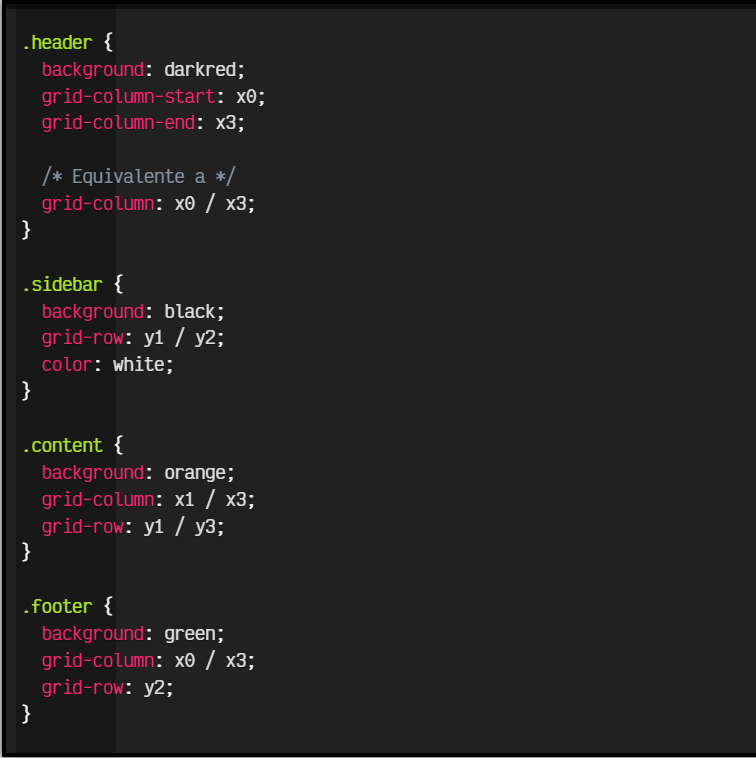 .header {
  background: darkred;
  grid-column-start: x0;
  grid-column-end: x3;

  /* Equivalente a */
  grid-column: x0 / x3;
}

.sidebar {
  background: black;
  grid-row: y1 / y2;
  color: white;
}

.content {
  background: orange;
  grid-column: x1 / x3;
  grid-row: y1 / y3;
}

.footer {
  background: green;
  grid-column: x0 / x3;
  grid-row: y2;
}